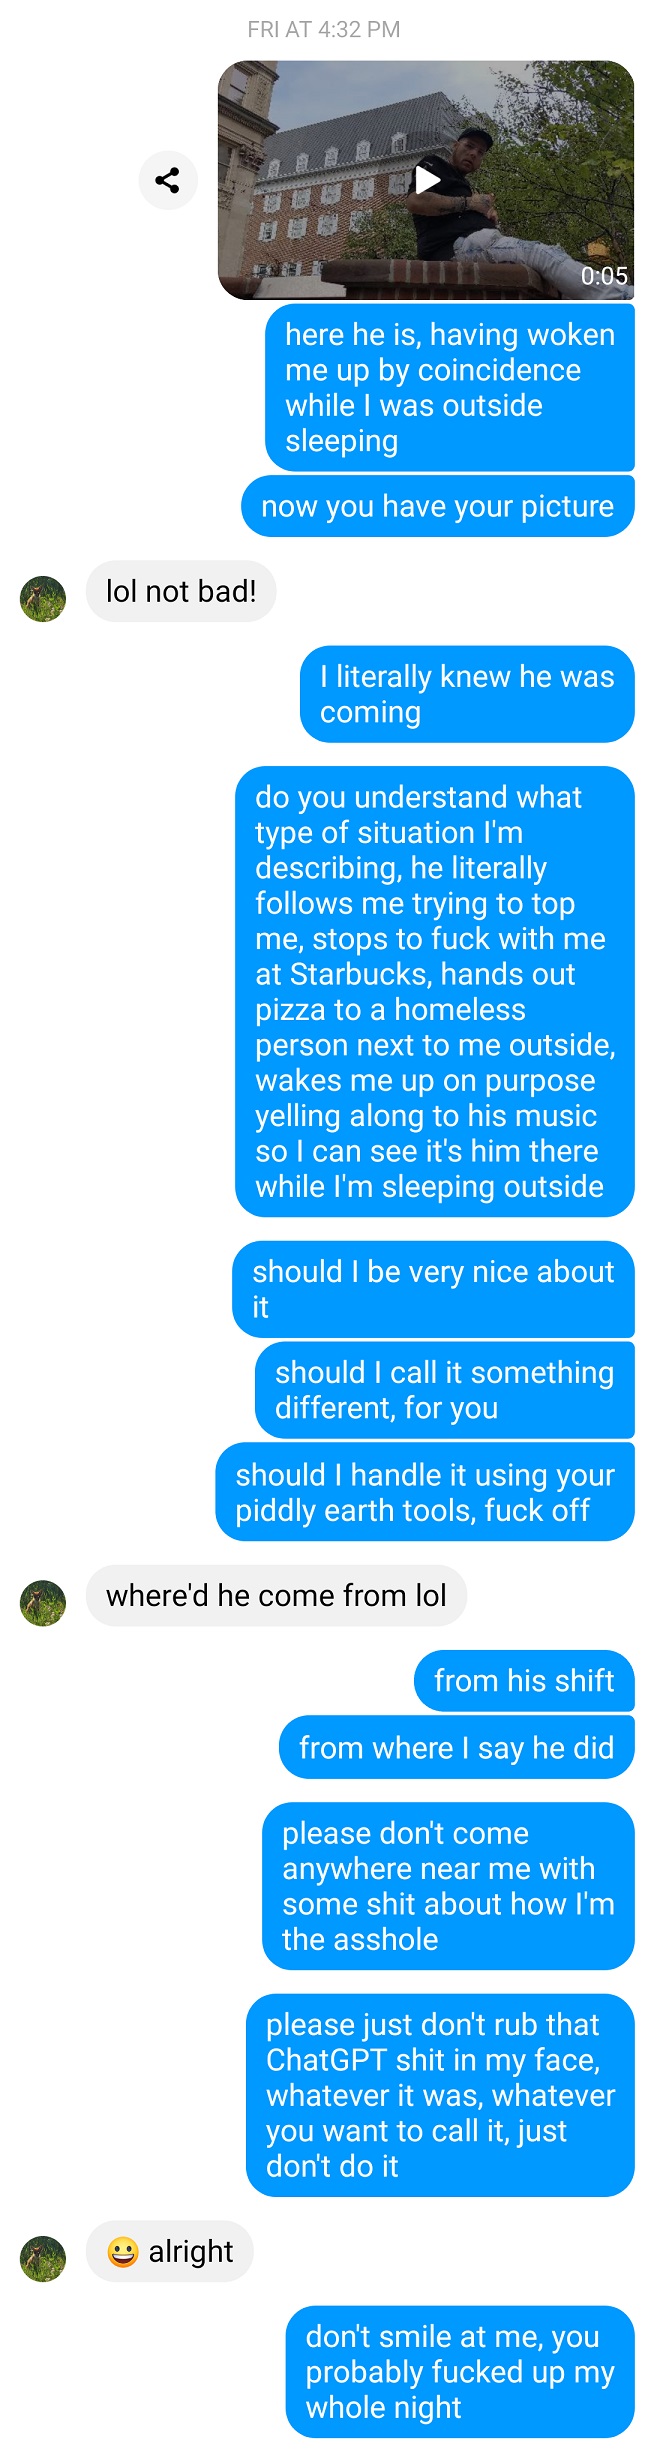 FRI AT 4:32 PM
0:05
here he is, having woken
me up by coincidence
while I was outside
sleeping
now you have your picture
lol not bad!
I literally knew he was
coming
do you understand what
type of situation I'm
describing, he literally
follows me trying to top
me, stops to fuck with me
at Starbucks, hands out
pizza to a homeless
person next to me outside,
wakes me up on purpose
yelling along to his music
so I can see it's him there
while I'm sleeping outside
should I be very nice about
it
should I call it something
different, for you
should I handle it using your
piddly earth tools, fuck off
where'd he come from lol
from his shift
from where I say he did
please don't come
anywhere near me with
some shit about how I'm
the asshole
please just don't rub that
ChatGPT shit in my face,
whatever it was, whatever
you want to call it, just
don't do it
😀 alright
don't smile at me, you
probably fucked up my
whole night